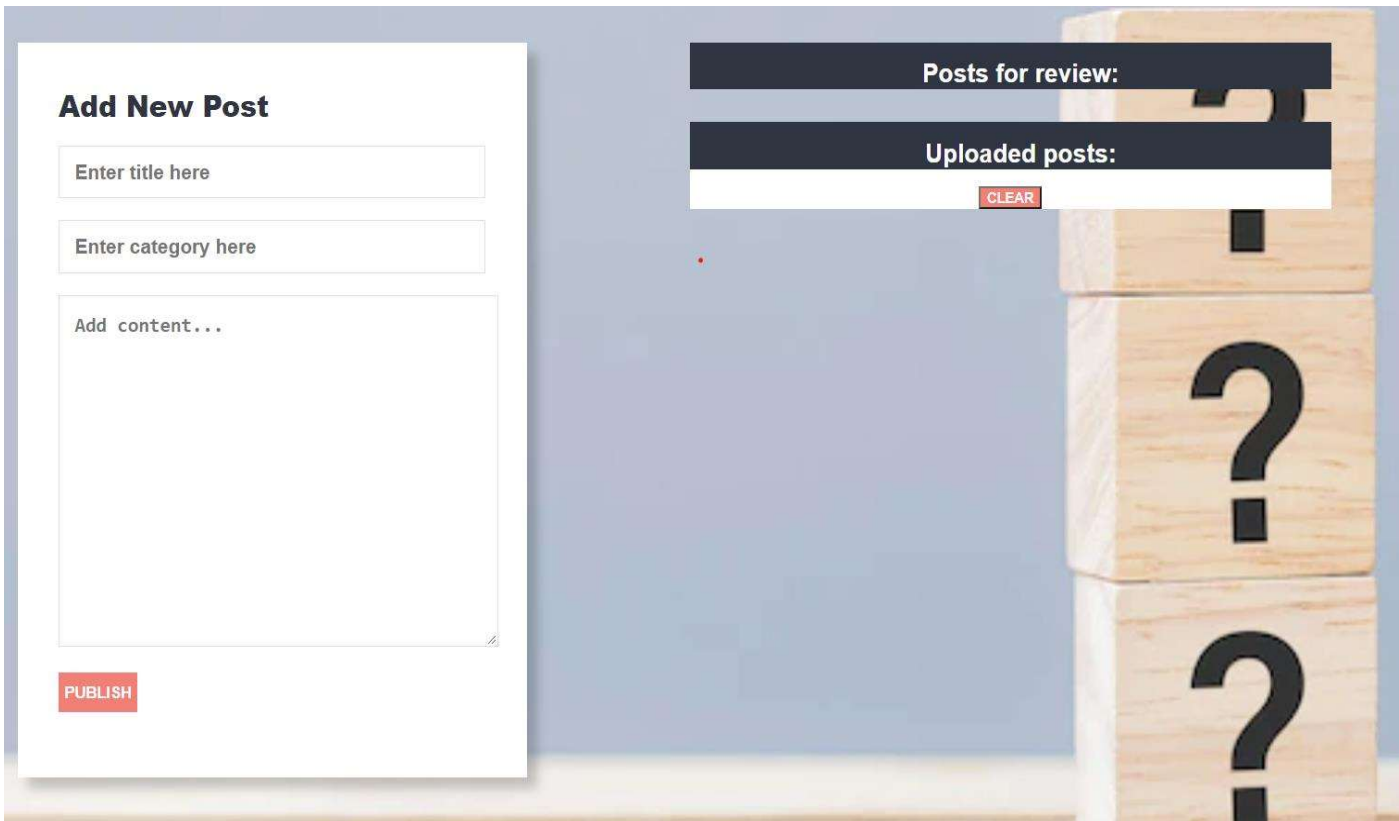 Add New Post
Enter title here
Enter category here
Add content...
PUBLISH
Posts for review:
Uploaded posts:
CLEAR
?
?
?